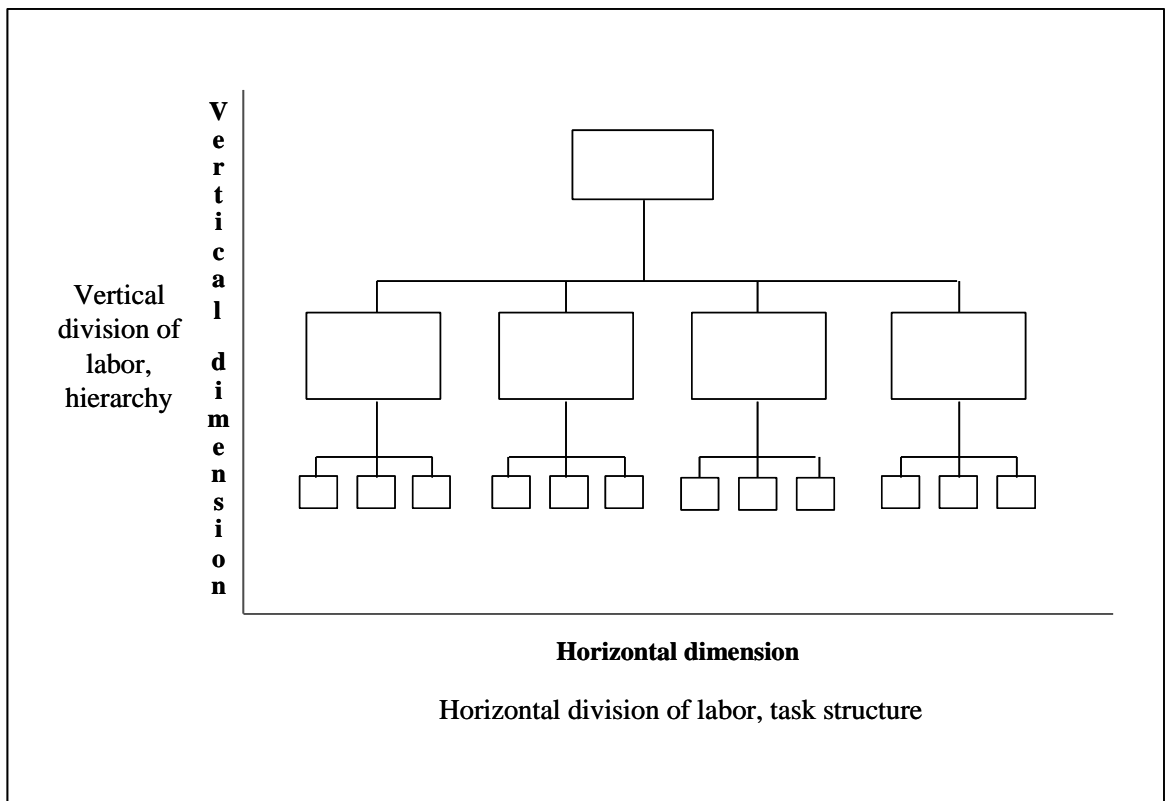 Vertical dimension
Vertical
division of
labor,
hierarchy
Horizontal dimension
Horizontal division of labor, task structure